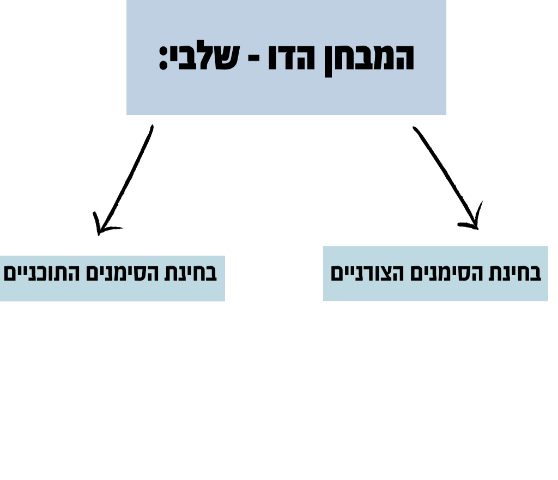 המבחן הדו - שלבי:
בחינת הסימנים הצורניים
בחינת הסימנים התוכניים